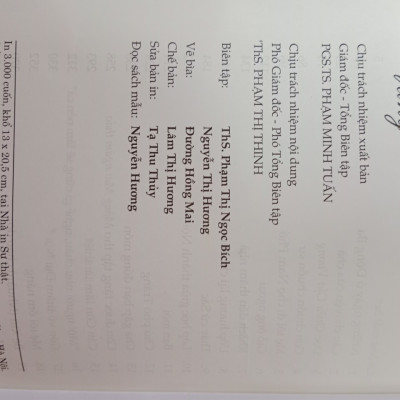 Chịu trách nhiệm xuất bản
Giám đốc - Tổng Biên tập
PGS.TS. PHẠM MINH TUẤN
Chịu trách nhiệm nội dung
Phó Giám đốc - Phó Tổng Biên tập
ThS. PHẠM THỊ THINH
Biên tập: ThS. Phạm Thị Ngọc Bích
Nguyễn Thị Hương
Vẽ bìa: Đường Hồng Mai
Chế bản: Lâm Thị Hương
Sửa bản in: Tạ Thu Thủy
Đọc sách mẫu: Nguyễn Hương
In 3.000 cuốn, khổ 13 x 20,5 cm, tại Nhà in Sự thật.
Hà Nội.